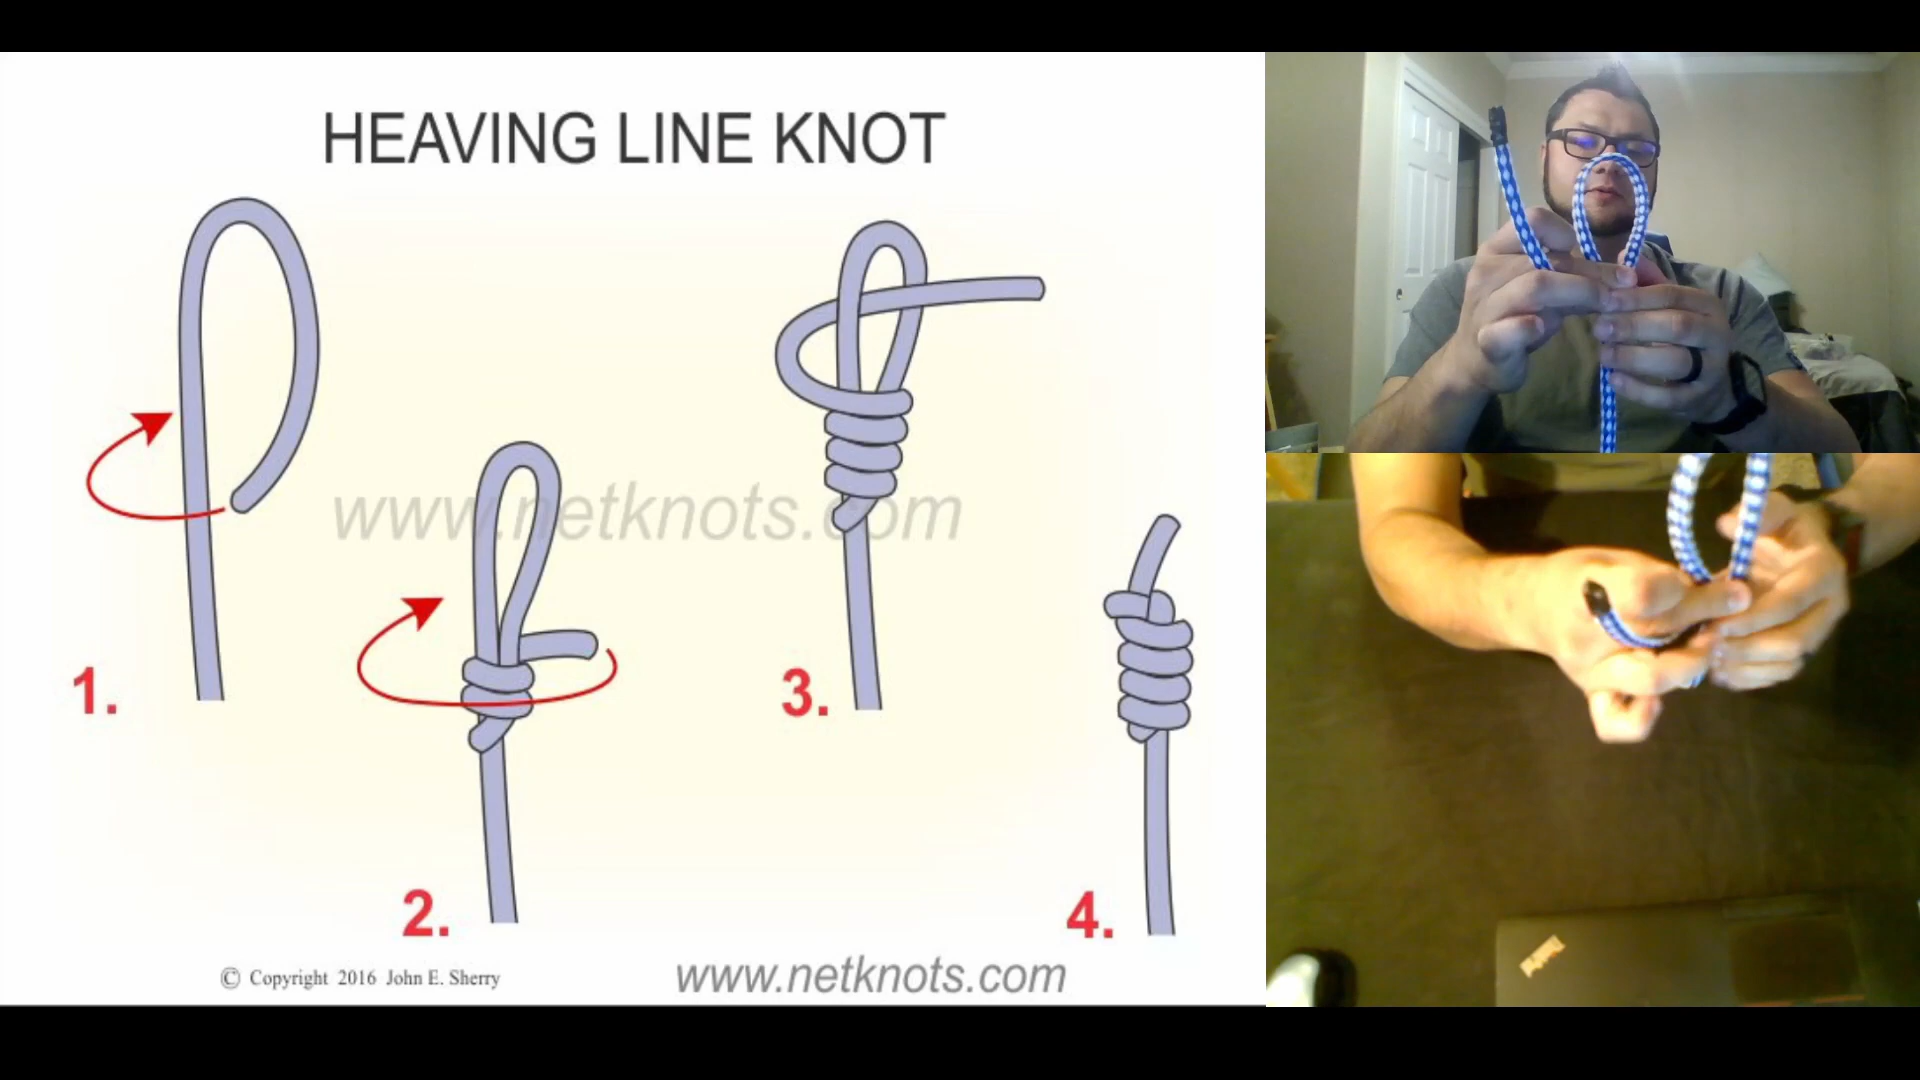 HEAVING LINE KNOT
www.netknots.com
1.
2.
3.
4.
© Copyright 2016 John E. Sherry
www.netknots.com